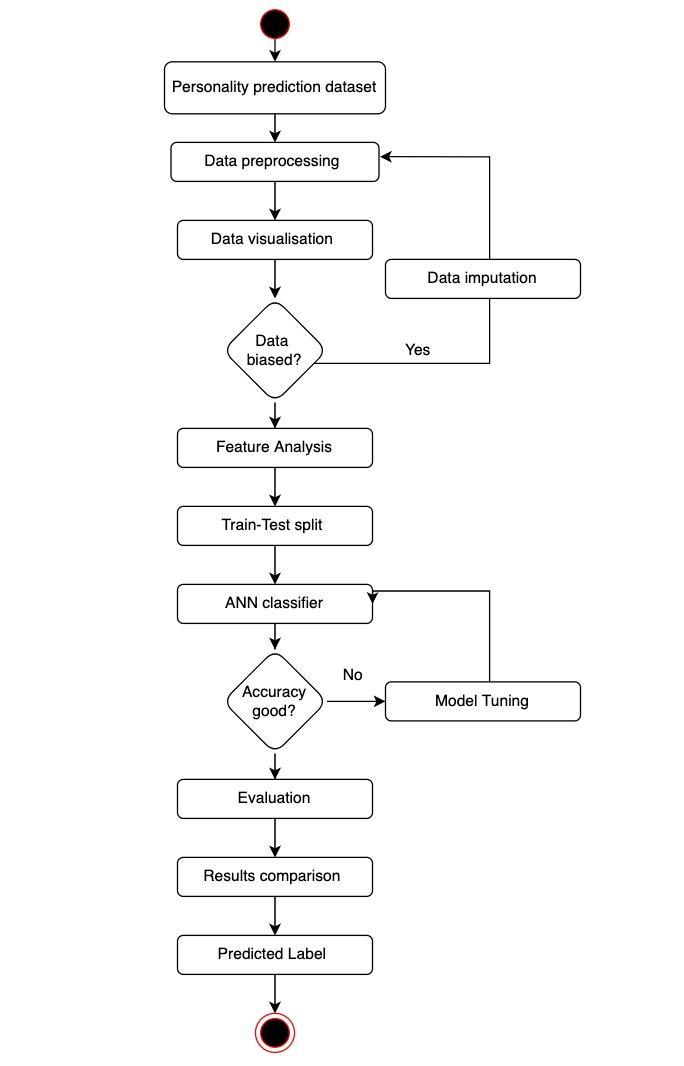 Personality prediction dataset
Data preprocessing
Data visualisation
Data imputation
Data
biased?
Yes
Feature Analysis
Train-Test split
ANN classifier
Accuracy
good?
No
Model Tuning
Evaluation
Results comparison
Predicted Label